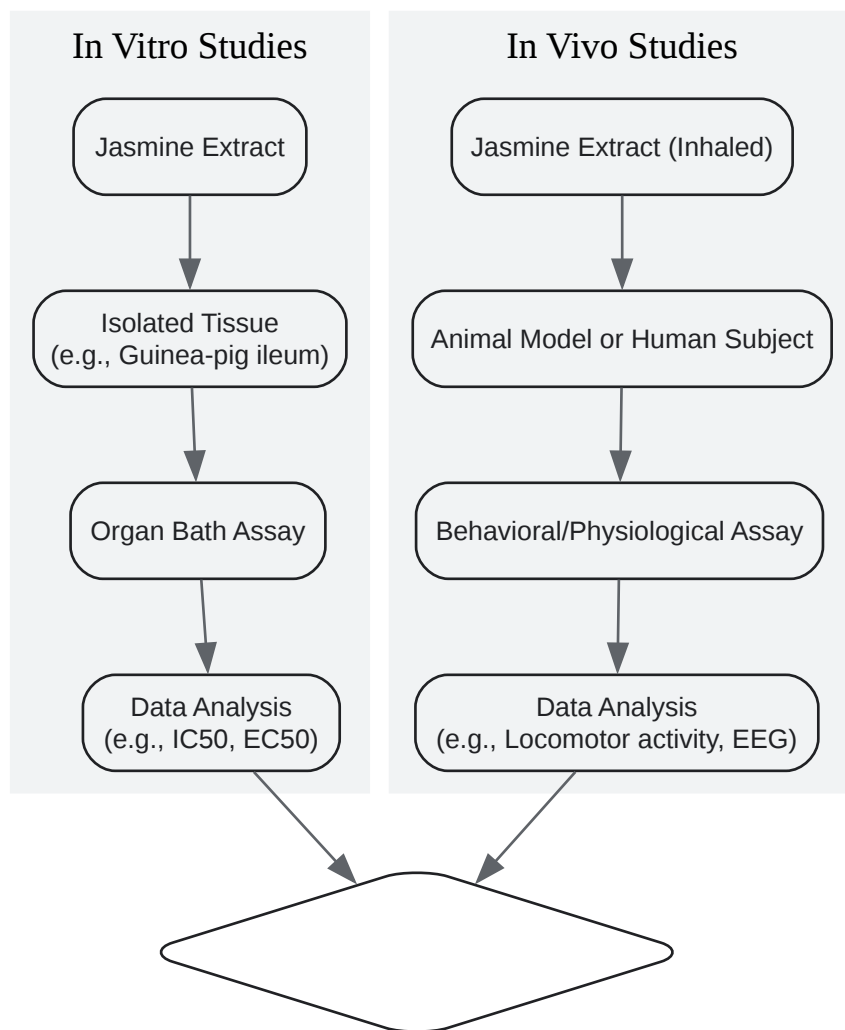 In Vitro Studies
Jasmine Extract
Isolated Tissue
(e.g., Guinea-pig ileum)
Organ Bath Assay
Data Analysis
(e.g., IC50, EC50)
In Vivo Studies
Jasmine Extract (Inhaled)
Animal Model or Human Subject
Behavioral/Physiological Assay
Data Analysis
(e.g., Locomotor activity, EEG)